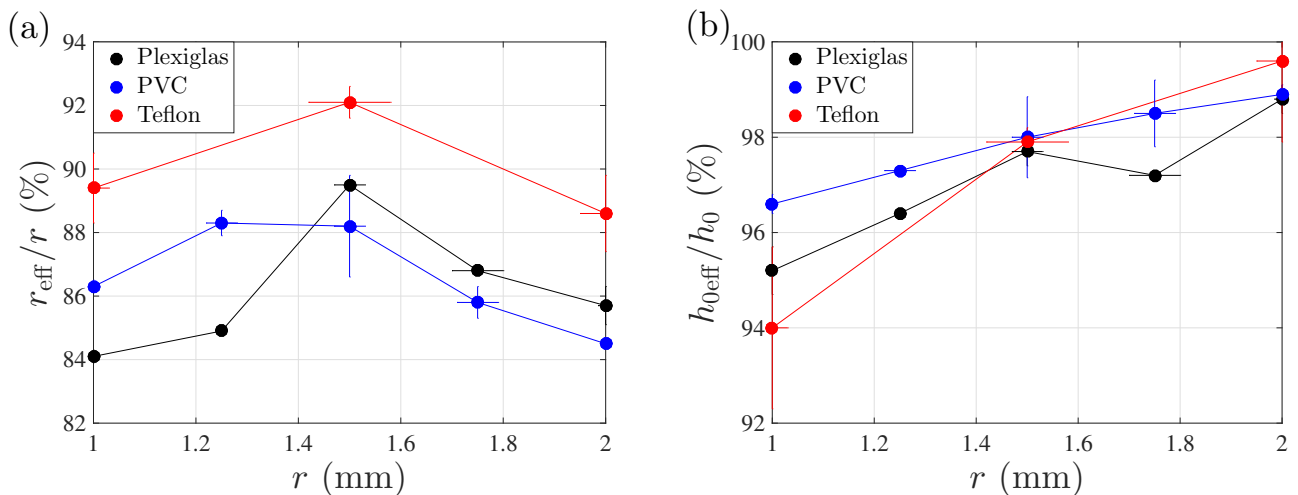 (a)
94
92
90
88
86
84
82
1 1.2 1.4 1.6 1.8 2
r (mm)
r_eff/r (%)
Plexiglas
PVC
Teflon
(b)
100
98
96
94
92
1 1.2 1.4 1.6 1.8 2
r (mm)
h_0eff/h_0 (%)
Plexiglas
PVC
Teflon